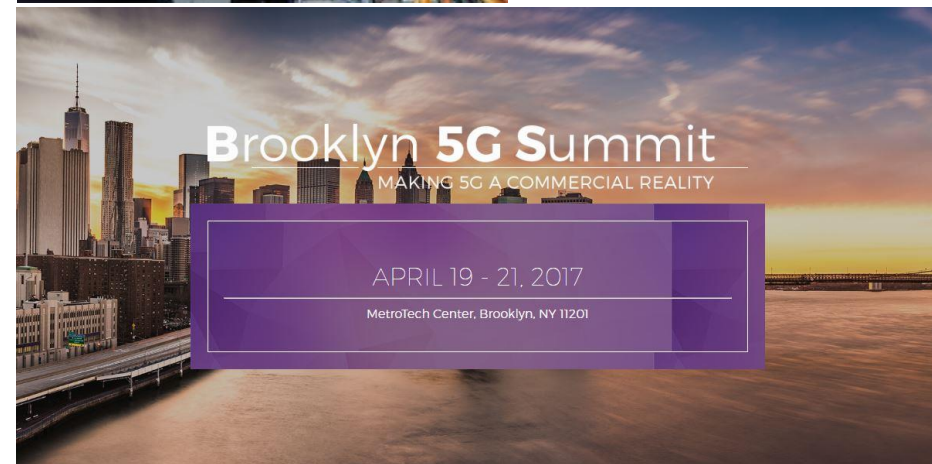 Brooklyn 5G Summit
MAKING 5G A COMMERCIAL REALITY
APRIL 19 - 21, 2017
MetroTech Center, Brooklyn, NY 11201